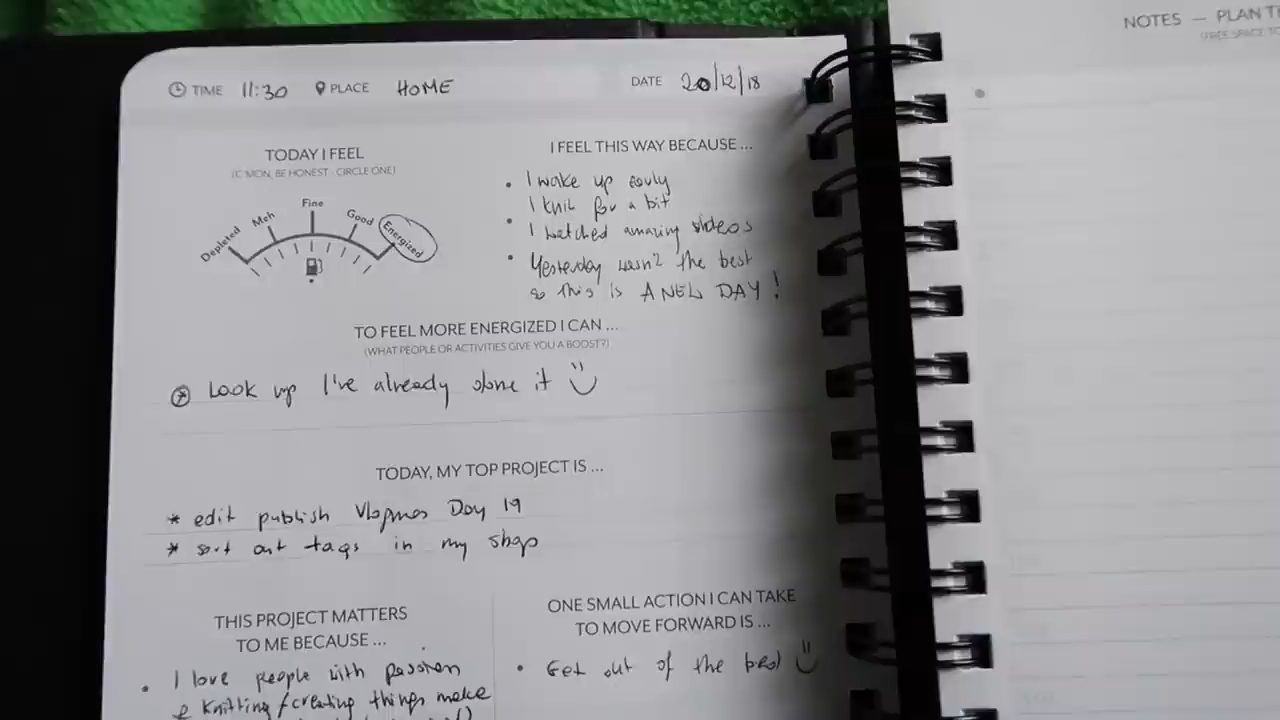 TIME 11:30 PLACE HOME DATE 20/12/18
NOTES — PLAN
TODAY I FEEL
(C'MON, BE HONEST - CIRCLE ONE)
Depleted Meh Fine Good Energized
I FEEL THIS WAY BECAUSE ...
• I wake up early
I knit for a bit
• I watched amazing videos
• Yesterday wasn't the best
so this is A NEW DAY!
TO FEEL MORE ENERGIZED I CAN ...
(WHAT PEOPLE OR ACTIVITIES GIVE YOU A BOOST?)
Look up I've already done it
TODAY, MY TOP PROJECT IS ...
* edit publish Vlogmas Day 19
* sort out tags in my shop
THIS PROJECT MATTERS
TO ME BECAUSE ...
• I love people with passion
& knitting/creating things make
ONE SMALL ACTION I CAN TAKE
TO MOVE FORWARD IS ...
• Get out of the bed